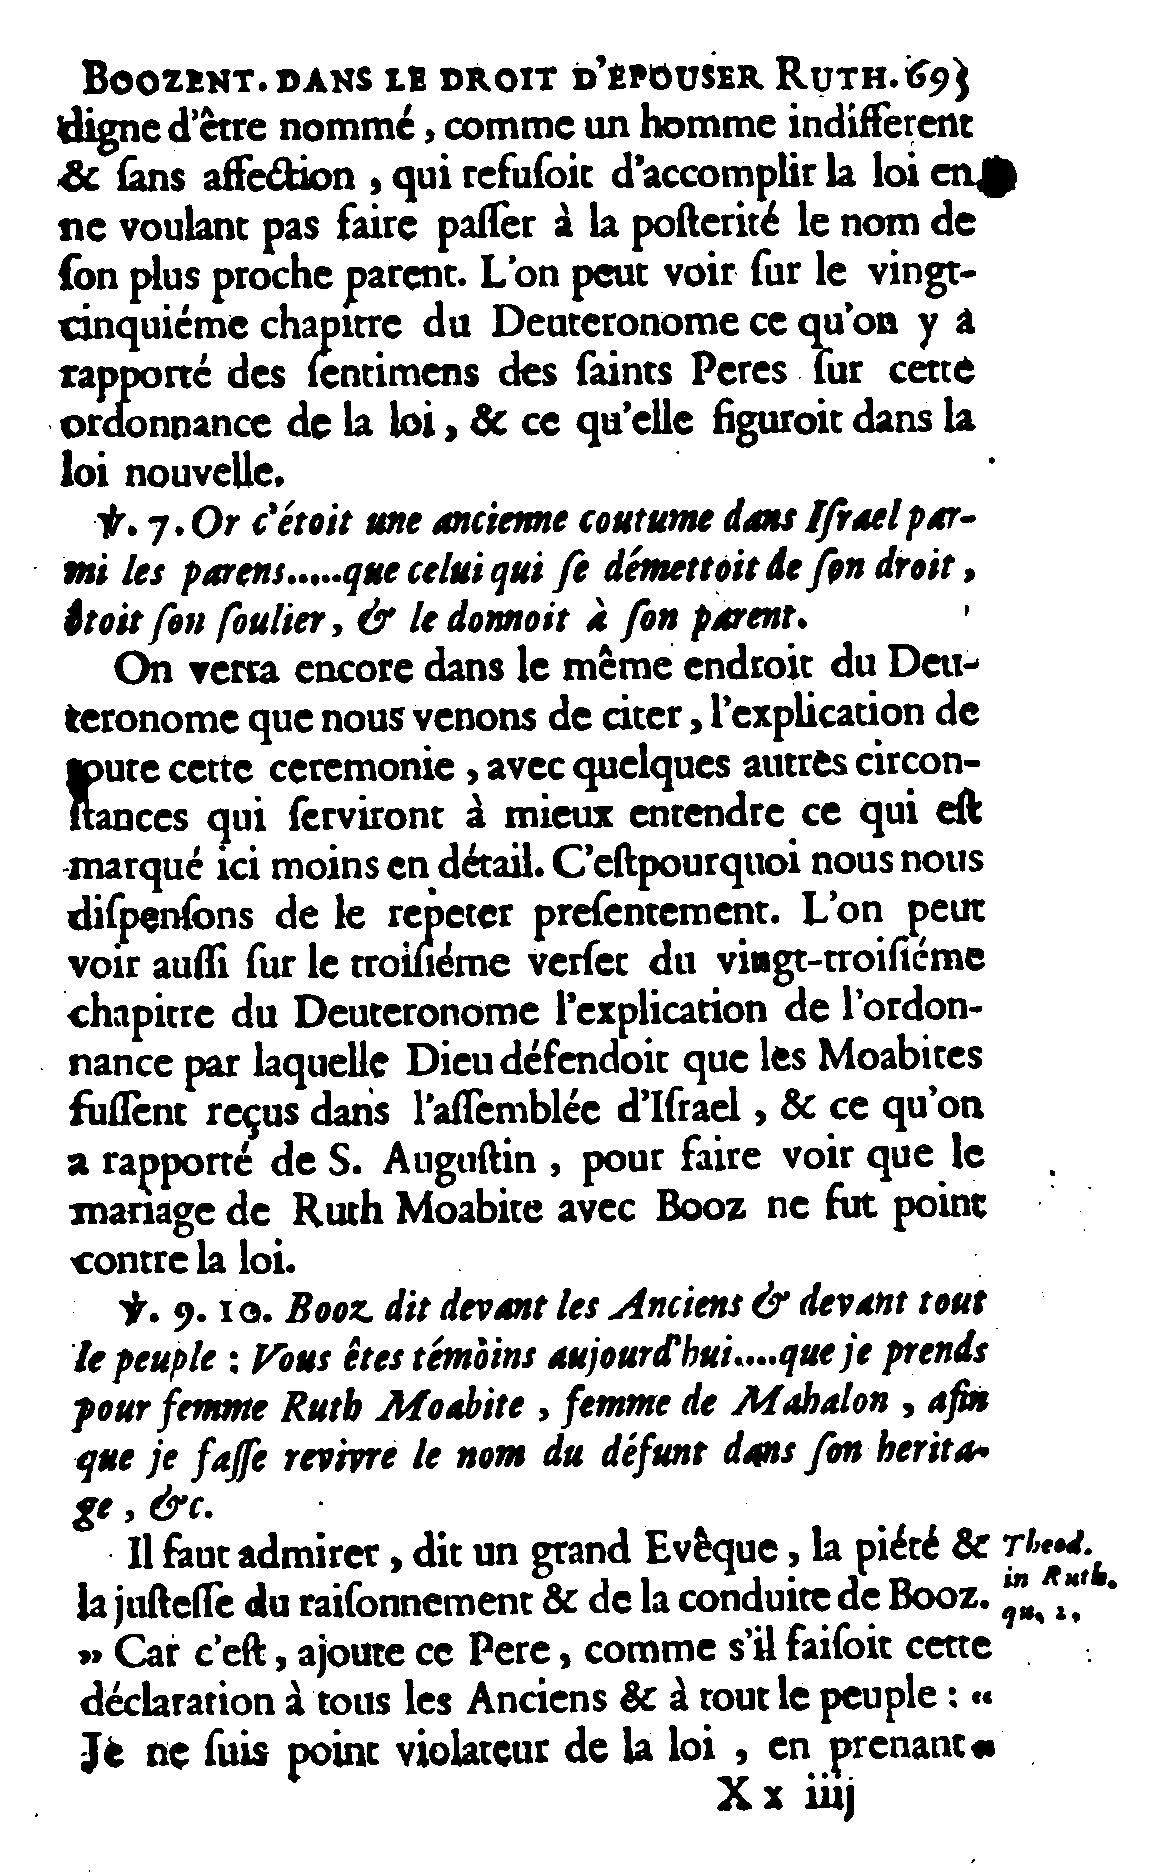 BOOZENT. DANS LE DROIT D'ÉPOUSER RUTH. 693
digne d'être nommé, comme un homme indifferent
& ſans affection, qui refuſoit d'accomplir la loi en
ne voulant pas faire paſſer à la poſterité le nom de
ſon plus proche parent. L'on peut voir ſur le vingt-
cinquiéme chapitre du Deuteronome ce qu'on y a
rapporté des ſentimens des ſaints Peres ſur cette
ordonnance de la loi, & ce qu'elle figuroit dans la
loi nouvelle.
℣. 7. Or c'étoit une ancienne coutume dans Iſrael par-
mi les parens.....que celui qui ſe démettoit de ſon droit,
ôtoit ſon ſoulier, & le donnoit à ſon parent.
On verra encore dans le même endroit du Deu-
teronome que nous venons de citer, l'explication de
toute cette ceremonie, avec quelques autres circon-
ſtances qui ſerviront à mieux entendre ce qui eſt
marqué ici moins en détail. C'eſtpourquoi nous nous
diſpenſons de le repeter preſentement. L'on peut
voir auſſi ſur le troiſiéme verſet du vingt-troiſiéme
chapitre du Deuteronome l'explication de l'ordon-
nance par laquelle Dieu défendoit que les Moabites
fuſſent reçus dans l'aſſemblée d'Iſrael, & ce qu'on
a rapporté de S. Auguſtin, pour faire voir que le
mariage de Ruth Moabite avec Booz ne fut point
contre la loi.
℣. 9. 10. Booz dit devant les Anciens & devant tout
le peuple : Vous êtes témoins aujourd'hui....que je prends
pour femme Ruth Moabite, femme de Mahalon, afin
que je faſſe revivre le nom du défunt dans ſon herita-
ge, &c.
Il faut admirer, dit un grand Evêque, la piété & Theod.
la juſteſſe du raiſonnement & de la conduite de Booz. in Ruth.
qu. 2.
„ Car c'eſt, ajoute ce Pere, comme s'il faiſoit cette
déclaration à tous les Anciens & à tout le peuple : “
Je ne ſuis point violateur de la loi, en prenant “
X x iiij